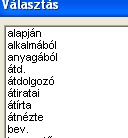 Választás
alapján
alkalmából
anyagából
átd.
átdolgozó
átiratai
átírta
átnézte
bev.